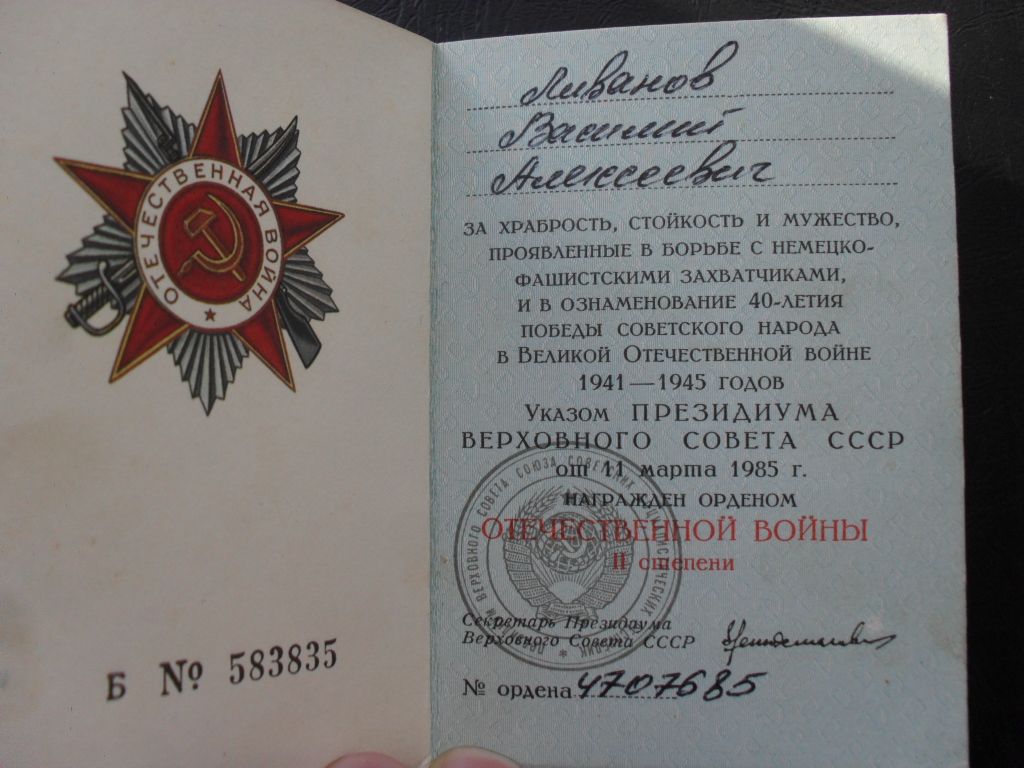 ОТЕЧЕСТВЕННАЯ ВОЙНА
Б № 583835
Ливанов
Василий
Алексеевич
ЗА ХРАБРОСТЬ, СТОЙКОСТЬ И МУЖЕСТВО,
ПРОЯВЛЕННЫЕ В БОРЬБЕ С НЕМЕЦКО-
ФАШИСТСКИМИ ЗАХВАТЧИКАМИ,
И В ОЗНАМЕНОВАНИЕ 40-ЛЕТИЯ
ПОБЕДЫ СОВЕТСКОГО НАРОДА
В ВЕЛИКОЙ ОТЕЧЕСТВЕННОЙ ВОЙНЕ
1941—1945 ГОДОВ
УКАЗОМ ПРЕЗИДИУМА
ВЕРХОВНОГО СОВЕТА СССР
от 11 марта 1985 г.
НАГРАЖДЕН ОРДЕНОМ
ОТЕЧЕСТВЕННОЙ ВОЙНЫ
II степени
Секретарь Президиума
Верховного Совета СССР
№ ордена 4707685